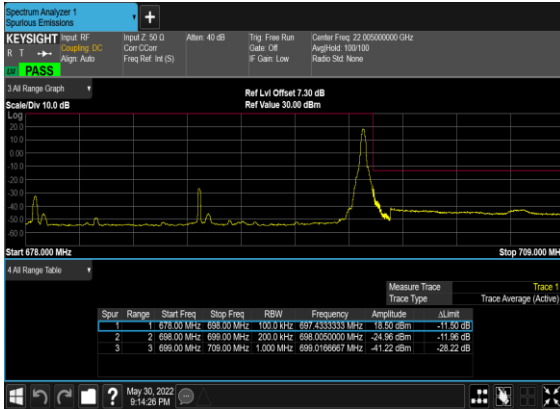 Spectrum Analyzer 1
Spurious Emissions
+
KEYSIGHT Input: RF Input Z: 50 Ω Atten: 40 dB Trig: Free Run Center Freq: 22.005000000 GHz
R T Coupling: DC Corr CCorr Gate: Off Avg|Hold: 100/100
Align: Auto Freq Ref: Int (S) IF Gain: Low Radio Std: None
PASS
3 All Range Graph
Ref Lvl Offset 7.30 dB
Scale/Div 10.0 dB Ref Value 30.00 dBm
Log
20.0
10.0
0.00
-10.0
-20.0
-30.0
-40.0
-50.0
-60.0
Start 678.000 MHz Stop 709.000 MH
4 All Range Table
Measure Trace Trace 1
Trace Type Trace Average (Active)
Spur Range Start Freq Stop Freq RBW Frequency Amplitude ΔLimit
1 1 678.00 MHz 698.00 MHz 100.0 kHz 697.4333333 MHz 18.50 dBm -11.50 dB
2 2 698.00 MHz 699.00 MHz 200.0 kHz 698.0050000 MHz -24.96 dBm -11.96 dB
3 3 699.00 MHz 709.00 MHz 1.000 MHz 699.0166667 MHz -41.22 dBm -28.22 dB
? May 30, 2022
9:14:26 PM